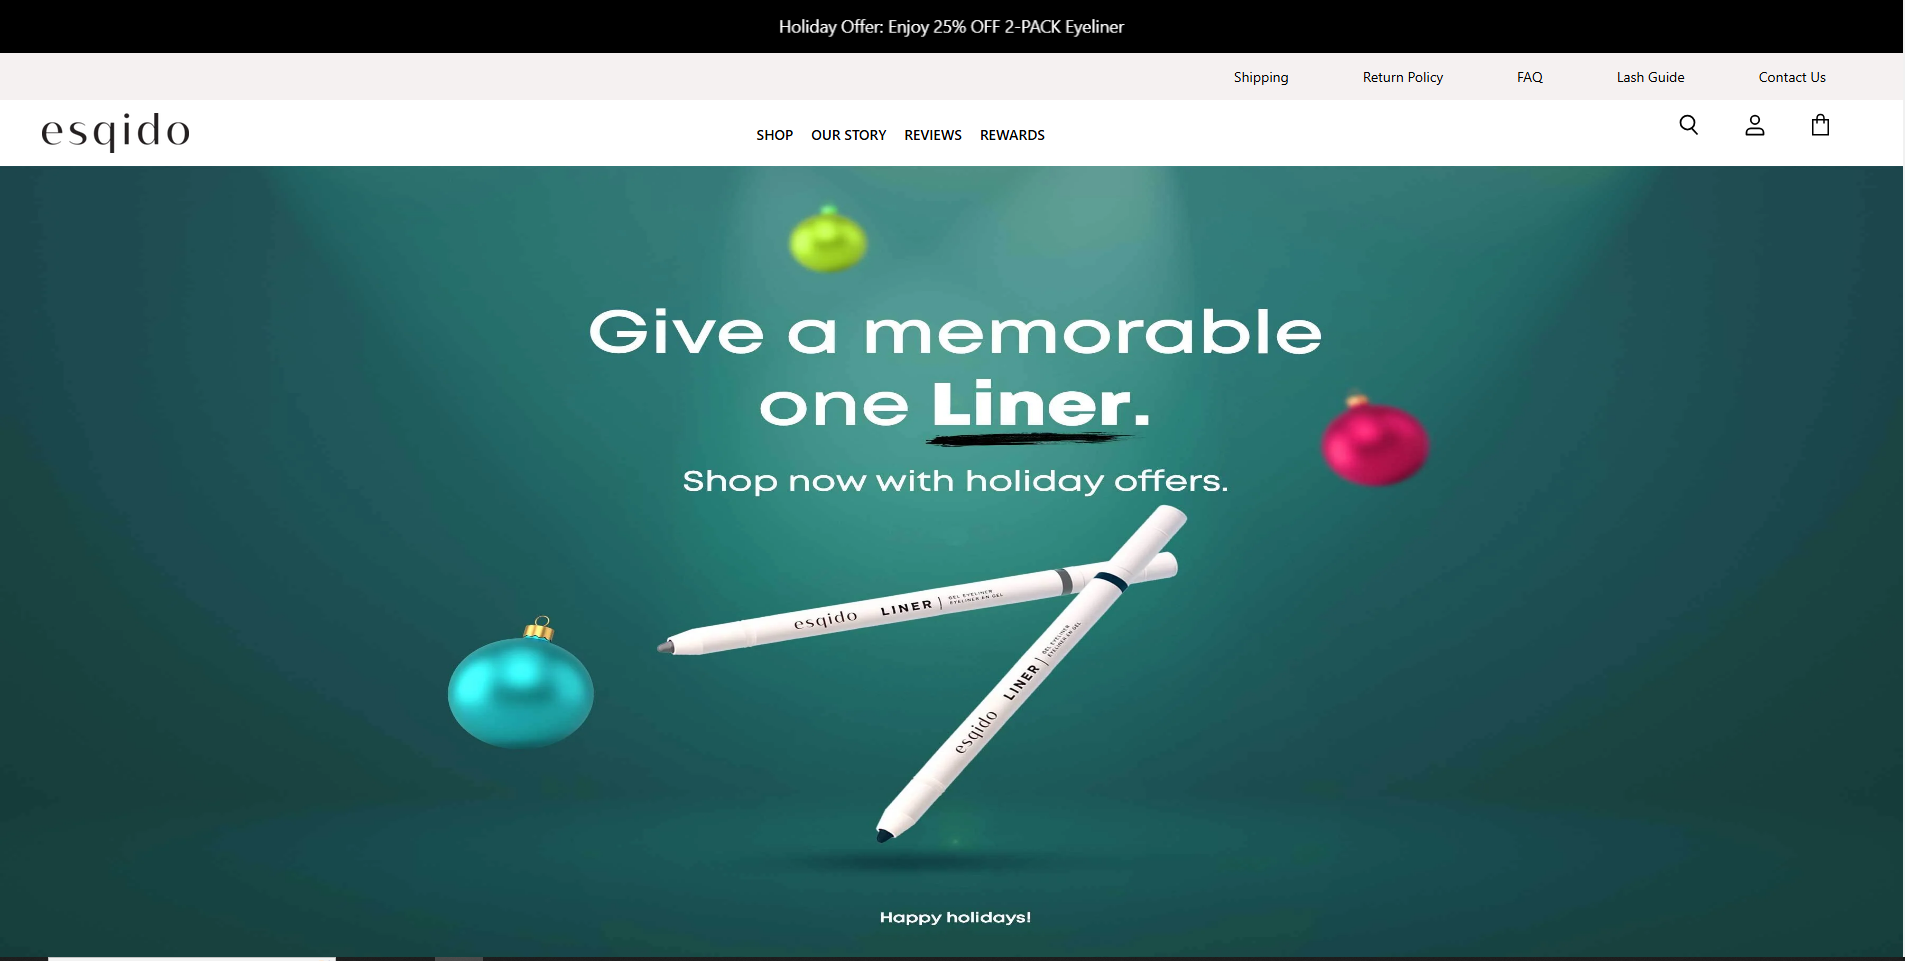 Holiday Offer: Enjoy 25% OFF 2-PACK Eyeliner
Shipping Return Policy FAQ Lash Guide Contact Us
esqido
SHOP OUR STORY REVIEWS REWARDS
Give a memorable
one Liner.
Shop now with holiday offers.
esqido LINER | GEL EYELINER
EYELINER EN GEL
esqido LINER | GEL EYELINER
EYELINER EN GEL
Happy holidays!